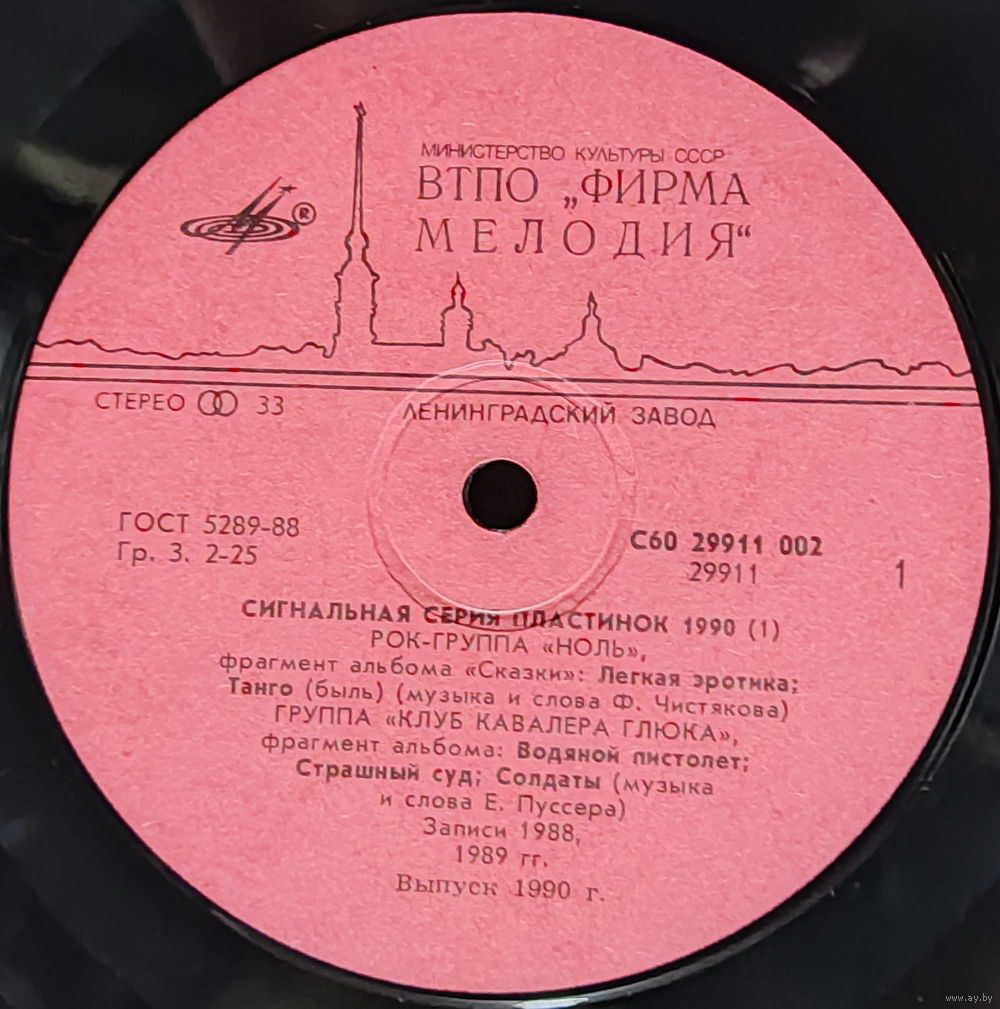 МИНИСТЕРСТВО КУЛЬТУРЫ СССР
ВТПО „ФИРМА
МЕЛОДИЯ“
®
СТЕРЕО 33
ЛЕНИНГРАДСКИЙ ЗАВОД
ГОСТ 5289-88
Гр. 3. 2-25
С60 29911 002
29911
1
СИГНАЛЬНАЯ СЕРИЯ ПЛАСТИНОК 1990 (1)
РОК-ГРУППА «НОЛЬ»,
фрагмент альбома «Сказки»: Легкая эротика;
Танго (быль) (музыка и слова Ф. Чистякова)
ГРУППА «КЛУБ КАВАЛЕРА ГЛЮКА»,
фрагмент альбома: Водяной пистолет;
Страшный суд; Солдаты (музыка
и слова Е. Пуссера)
Записи 1988,
1989 гг.
Выпуск 1990 г.
www.ay.by